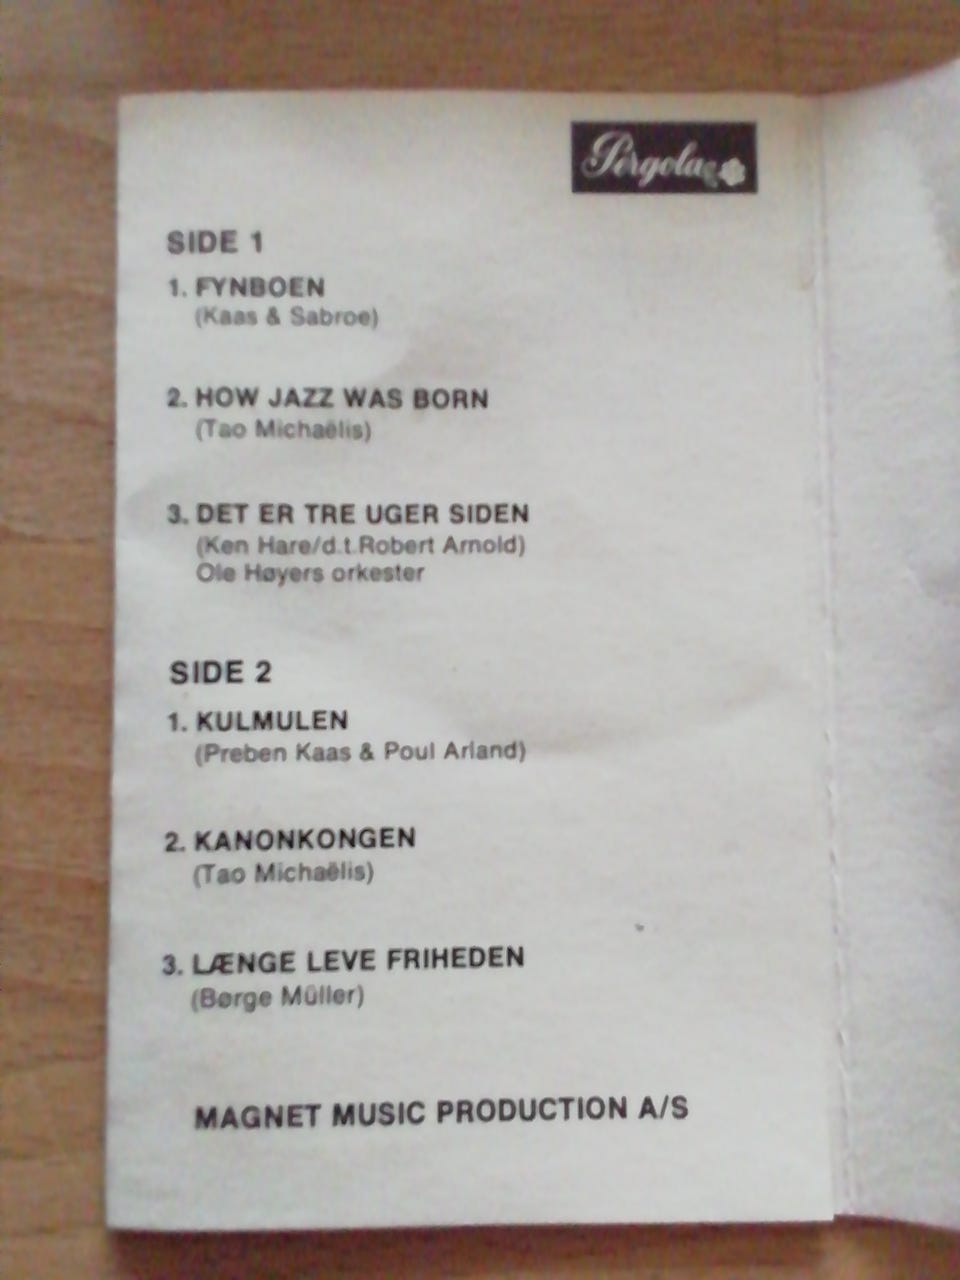 Pergola
SIDE 1
1. FYNBOEN
(Kaas & Sabroe)
2. HOW JAZZ WAS BORN
(Tao Michaëlis)
3. DET ER TRE UGER SIDEN
(Ken Hare/d.t.Robert Arnold)
Ole Høyers orkester
SIDE 2
1. KULMULEN
(Preben Kaas & Poul Arland)
2. KANONKONGEN
(Tao Michaëlis)
3. LÆNGE LEVE FRIHEDEN
(Børge Müller)
MAGNET MUSIC PRODUCTION A/S